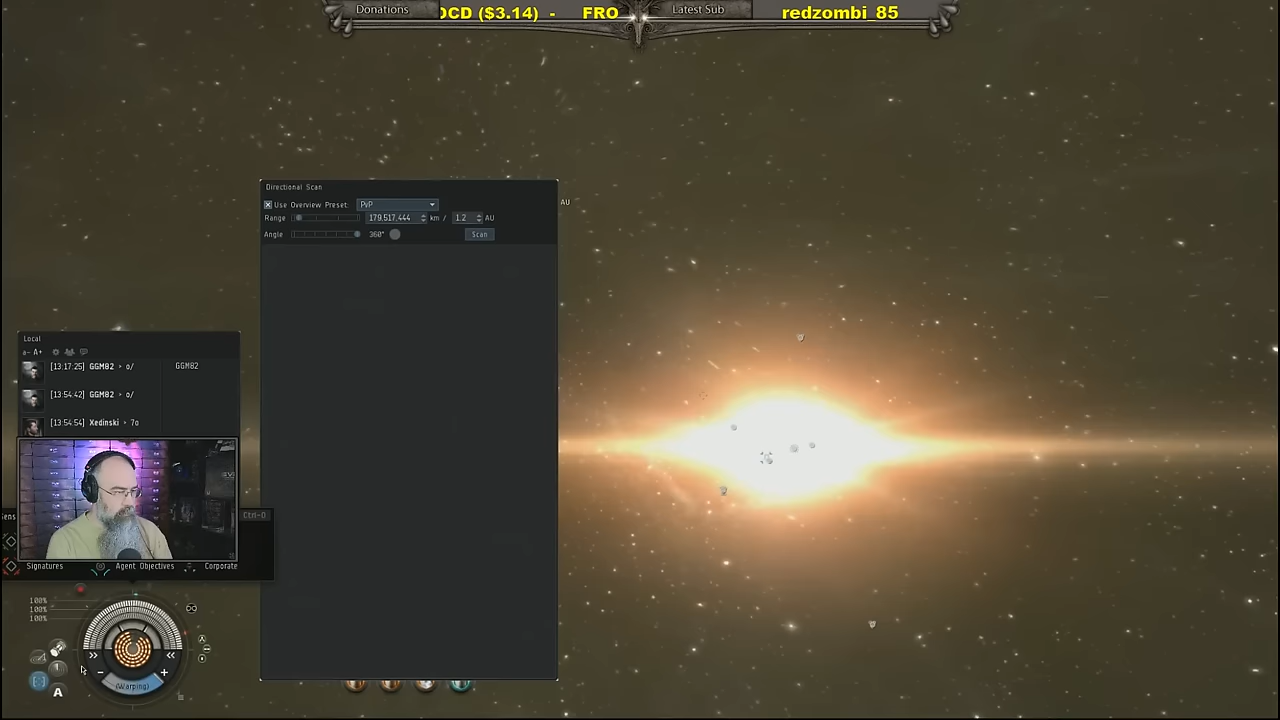 Donations
OCD ($3.14) - FRO
Latest Sub
redzombi_85
Directional Scan
Use Overview Preset: PvP
Range 179,517,444 km / 1.2 AU
Angle 360° Scan
AU
Local
a- A+
[13:17:25] GGM82 > o/
GGM82
[13:54:42] GGM82 > o/
[13:54:54] Xedinski > 7o
Sens
Ctrl-O
Signatures
Agent Objectives
Corporate
100%
100%
100%
(Warping)
A